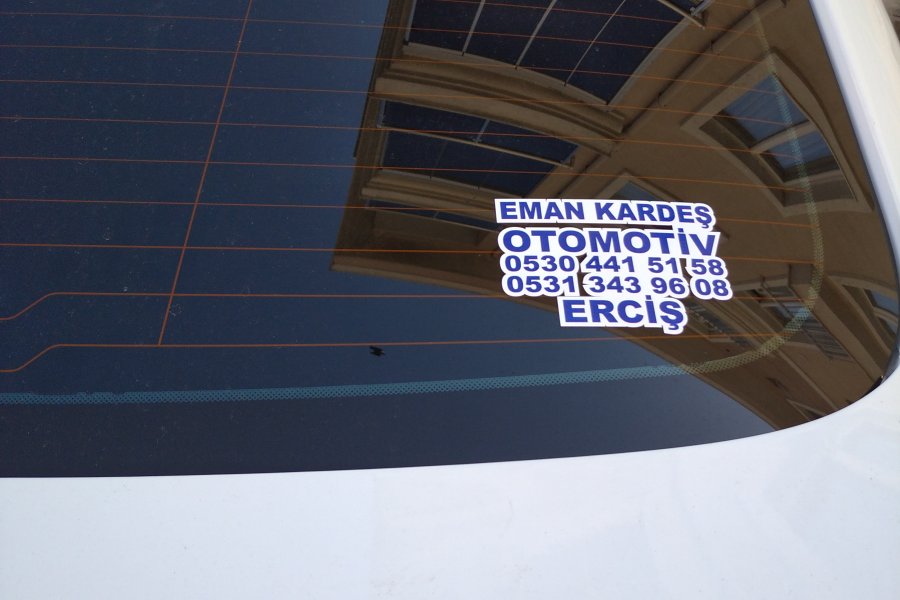 EMAN KARDEŞ
OTOMOTİV
0530 441 51 58
0531 343 96 08
ERCİŞ